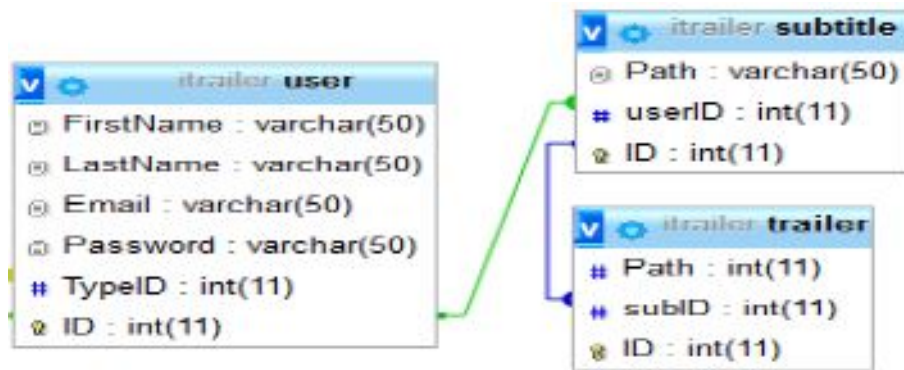 itrailer user
FirstName : varchar(50)
LastName : varchar(50)
Email : varchar(50)
Password : varchar(50)
# TypeID : int(11)
ID : int(11)
itrailer subtitle
Path : varchar(50)
# userID : int(11)
ID : int(11)
itrailer trailer
# Path : int(11)
# subID : int(11)
ID : int(11)